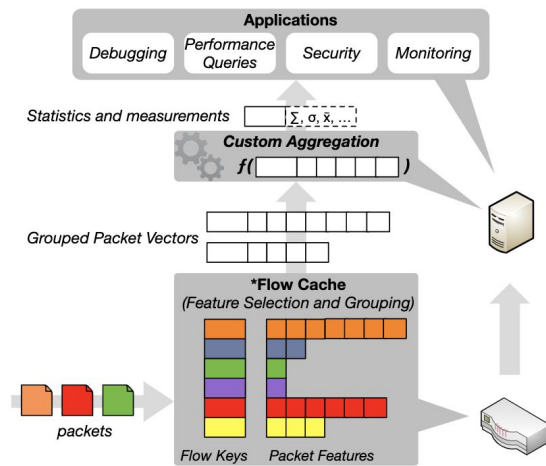 Applications
Debugging
Performance
Queries
Security
Monitoring
Statistics and measurements
∑, σ, x̄, ...
Custom Aggregation
f( )
Grouped Packet Vectors
*Flow Cache
(Feature Selection and Grouping)
packets
Flow Keys
Packet Features